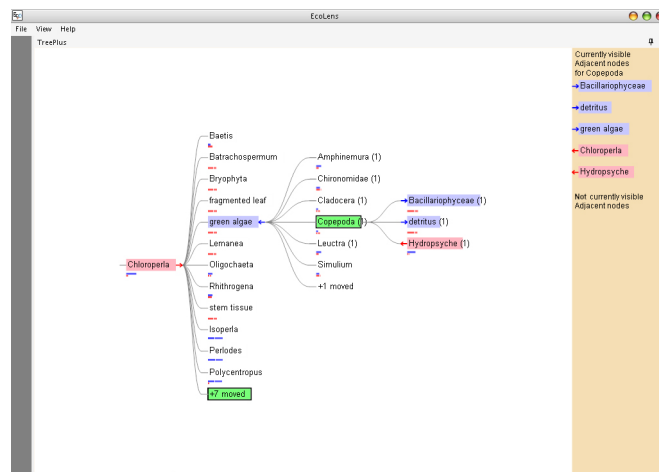 EcoLens
File View Help
TreePlus
Currently visible
Adjacent nodes
for Copepoda
Bacillariophyceae
detritus
green algae
Chloroperla
Hydropsyche
Not currently visible
Adjacent nodes
Chloroperla
Baetis
Batrachospermum
Bryophyta
fragmented leaf
green algae
Lemanea
Oligochaeta
Rhithrogena
stem tissue
Isoperla
Perlodes
Polycentropus
+7 moved
Amphinemura (1)
Chironomidae (1)
Cladocera (1)
Copepoda (1)
Leuctra (1)
Simulium
+1 moved
Bacillariophyceae (1)
detritus (1)
Hydropsyche (1)